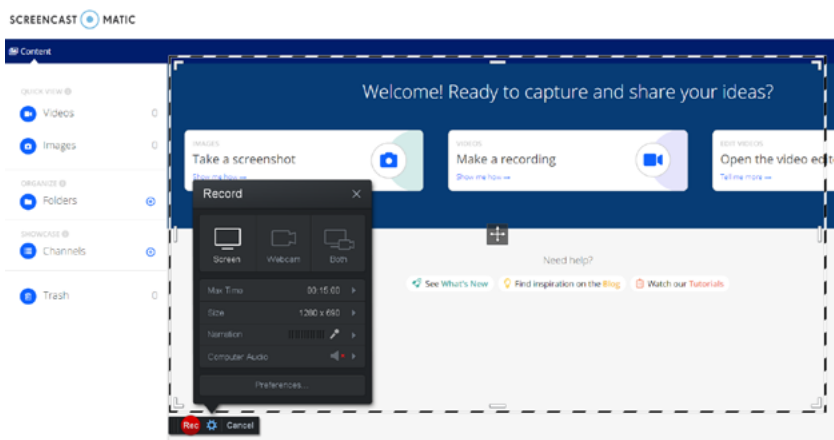 SCREENCAST MATIC
Content
QUICK VIEW
Videos 0
Images 0
ORGANIZE
Folders
SHOWCASE
Channels
Trash 0
Welcome! Ready to capture and share your ideas?
IMAGES
Take a screenshot
Show me how
VIDEOS
Make a recording
Show me how
EDIT VIDEOS
Open the video edit
Tell me more
Record
Screen Webcam Both
Max Time 00:15:00
Size 1280 x 690
Narration
Computer Audio
Preferences...
Need help?
See What's New Find inspiration on the Blog Watch our Tutorials
Rec Cancel